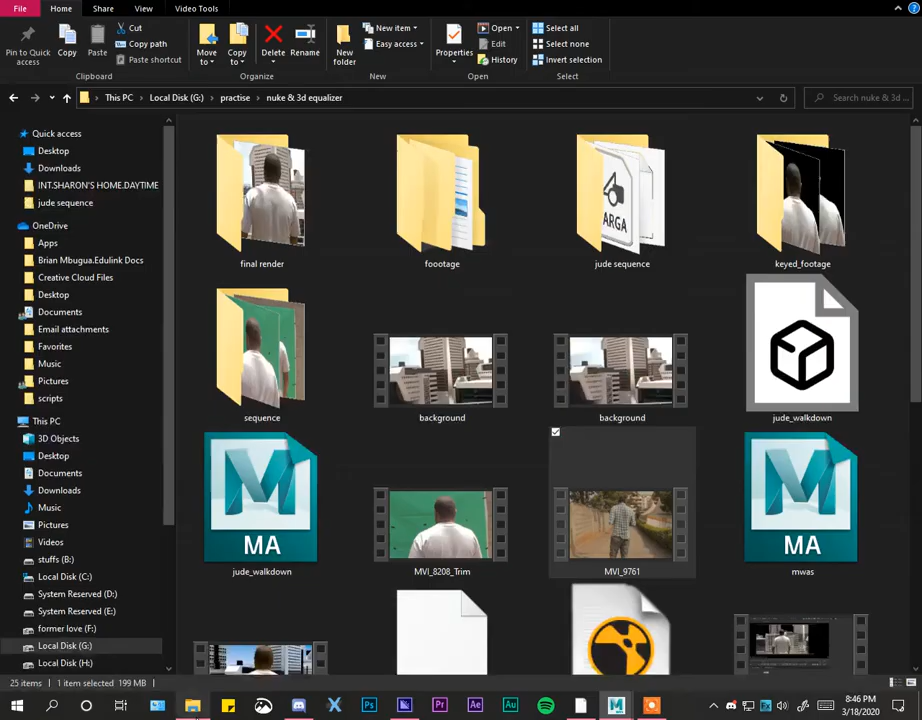 File Home Share View Video Tools
Pin to Quick access
Copy
Paste
Cut
Copy path
Paste shortcut
Clipboard
Move to
Copy to
Delete
Rename
Organize
New folder
New item
Easy access
New
Properties
Open
Edit
History
Open
Select all
Select none
Invert selection
Select
This PC › Local Disk (G:) › practise › nuke & 3d equalizer
Search nuke & 3d ...
Quick access
Desktop
Downloads
INT.SHARON'S HOME.DAYTIME
jude sequence
OneDrive
Apps
Brian Mbugua.Edulink Docs
Creative Cloud Files
Desktop
Documents
Email attachments
Favorites
Music
Pictures
scripts
This PC
3D Objects
Desktop
Documents
Downloads
Music
Pictures
Videos
stuffs (B:)
Local Disk (C:)
System Reserved (D:)
System Reserved (E:)
former love (F:)
Local Disk (G:)
Local Disk (H:)
ARGA
final render
foootage
jude sequence
keyed_footage
sequence
background
background
jude_walkdown
MA
jude_walkdown
MVI_8208_Trim
MVI_9761
MA
mwas
25 items 1 item selected 199 MB
Ps
Pr
Ae
Au
M
8:46 PM
3/18/2020